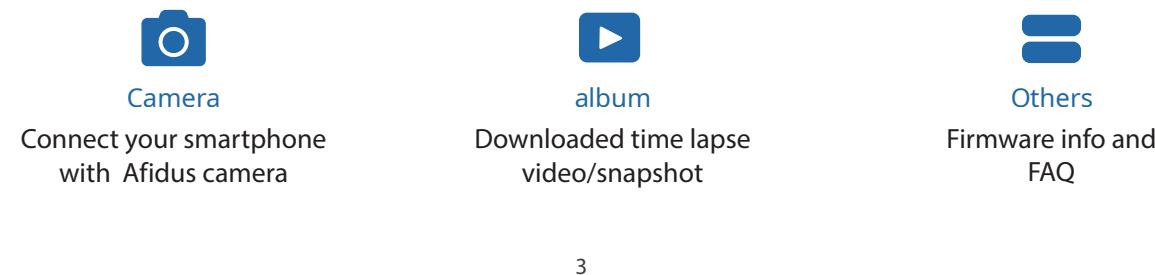 Camera
Connect your smartphone
with Afidus camera
album
Downloaded time lapse
video/snapshot
Others
Firmware info and
FAQ
3